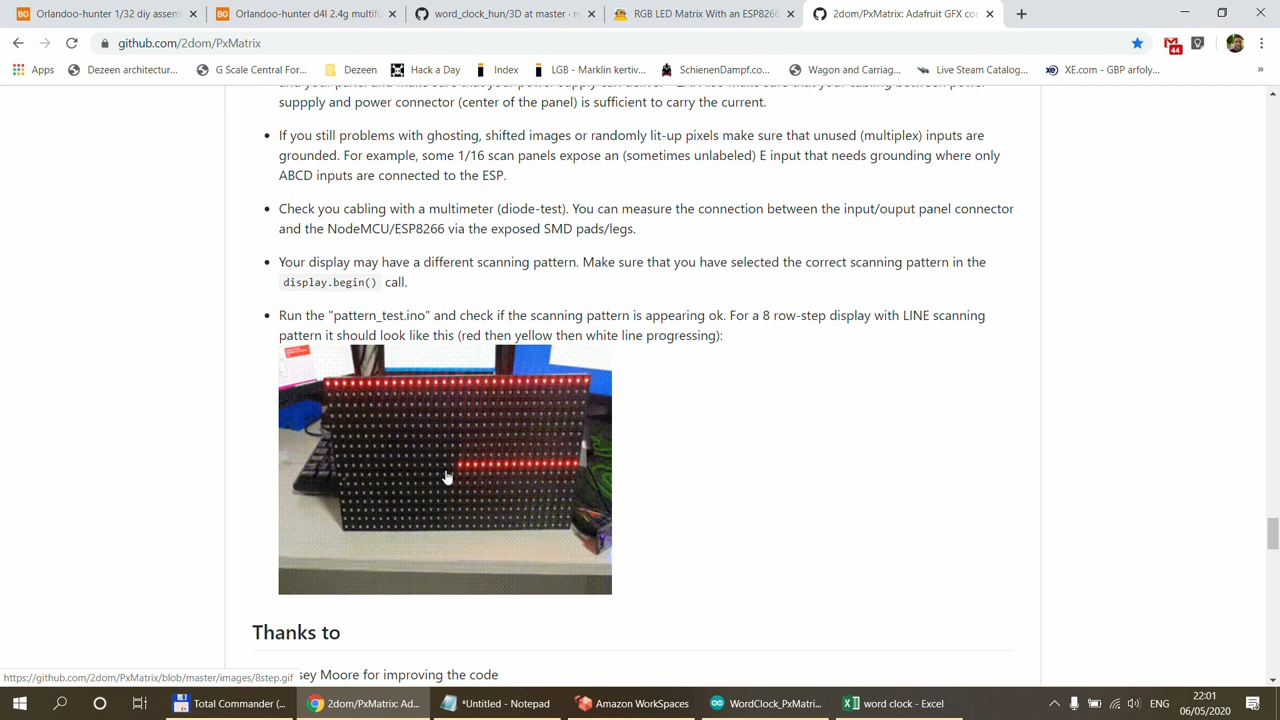 Orlandoo-hunter 1/32 diy assem
Orlandoo-hunter d4l 2.4g multifu
word_clock_hun/3D at master · n
RGB LED Matrix With an ESP8266
2dom/PxMatrix: Adafruit GFX co
github.com/2dom/PxMatrix
44
Apps
Dezeen architectur...
G Scale Central For...
Dezeen
Hack a Day
Index
LGB - Marklin kertiv...
SchienenDampf.co...
Wagon and Carriag...
Live Steam Catalog...
XE.com - GBP arfoly...
»
suppply and power connector (center of the panel) is sufficient to carry the current.
If you still problems with ghosting, shifted images or randomly lit-up pixels make sure that unused (multiplex) inputs are
grounded. For example, some 1/16 scan panels expose an (sometimes unlabeled) E input that needs grounding where only
ABCD inputs are connected to the ESP.
Check you cabling with a multimeter (diode-test). You can measure the connection between the input/ouput panel connector
and the NodeMCU/ESP8266 via the exposed SMD pads/legs.
Your display may have a different scanning pattern. Make sure that you have selected the correct scanning pattern in the
display.begin() call.
Run the "pattern_test.ino" and check if the scanning pattern is appearing ok. For a 8 row-step display with LINE scanning
pattern it should look like this (red then yellow then white line progressing):
Thanks to
sey Moore for improving the code
https://github.com/2dom/PxMatrix/blob/master/images/8step.gif
Total Commander (...
2dom/PxMatrix: Ad...
*Untitled - Notepad
Amazon WorkSpaces
WordClock_PxMatri...
word clock - Excel
ENG
22:01
06/05/2020